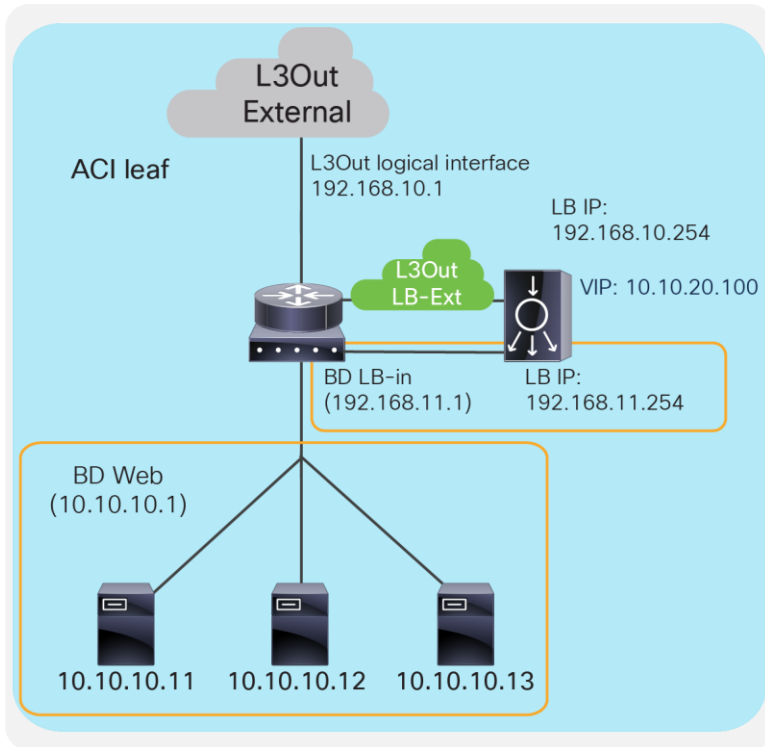 L3Out
External
ACI leaf
L3Out logical interface
192.168.10.1
LB IP:
192.168.10.254
L3Out
LB-Ext
VIP: 10.10.20.100
BD LB-in
(192.168.11.1)
LB IP:
192.168.11.254
BD Web
(10.10.10.1)
10.10.10.11
10.10.10.12
10.10.10.13